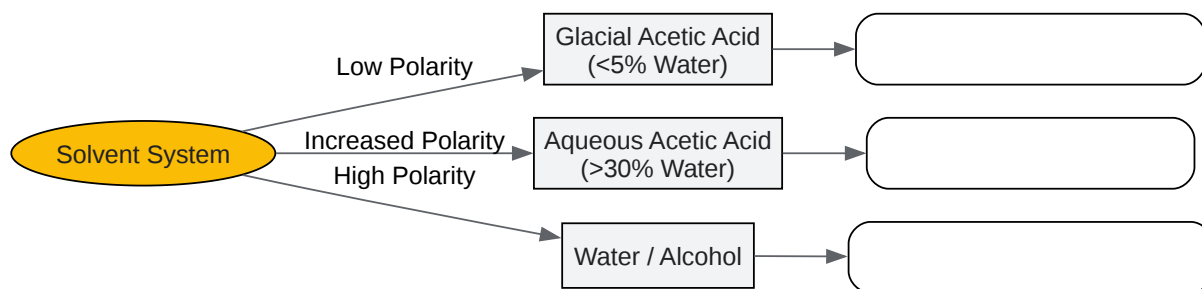 Glacial Acetic Acid
(<5% Water)
Low Polarity
Solvent System
Increased Polarity
Aqueous Acetic Acid
(>30% Water)
High Polarity
Water / Alcohol